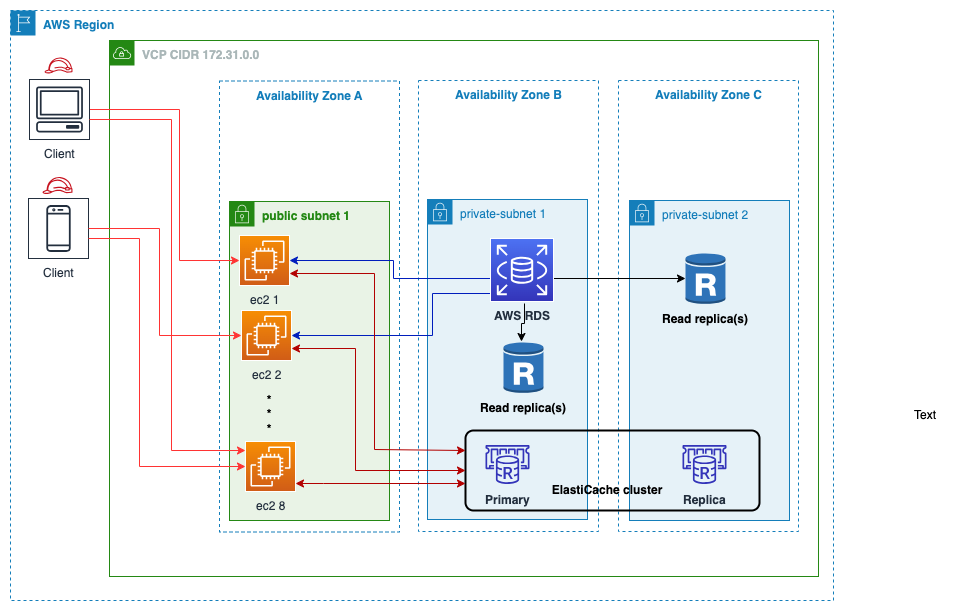 AWS Region
VCP CIDR 172.31.0.0
Availability Zone A
Availability Zone B
Availability Zone C
Client
Client
public subnet 1
private-subnet 1
private-subnet 2
ec2 1
AWS RDS
R
Read replica(s)
ec2 2
R
Read replica(s)
*
*
*
Text
R
R
ElastiCache cluster
Primary
Replica
ec2 8